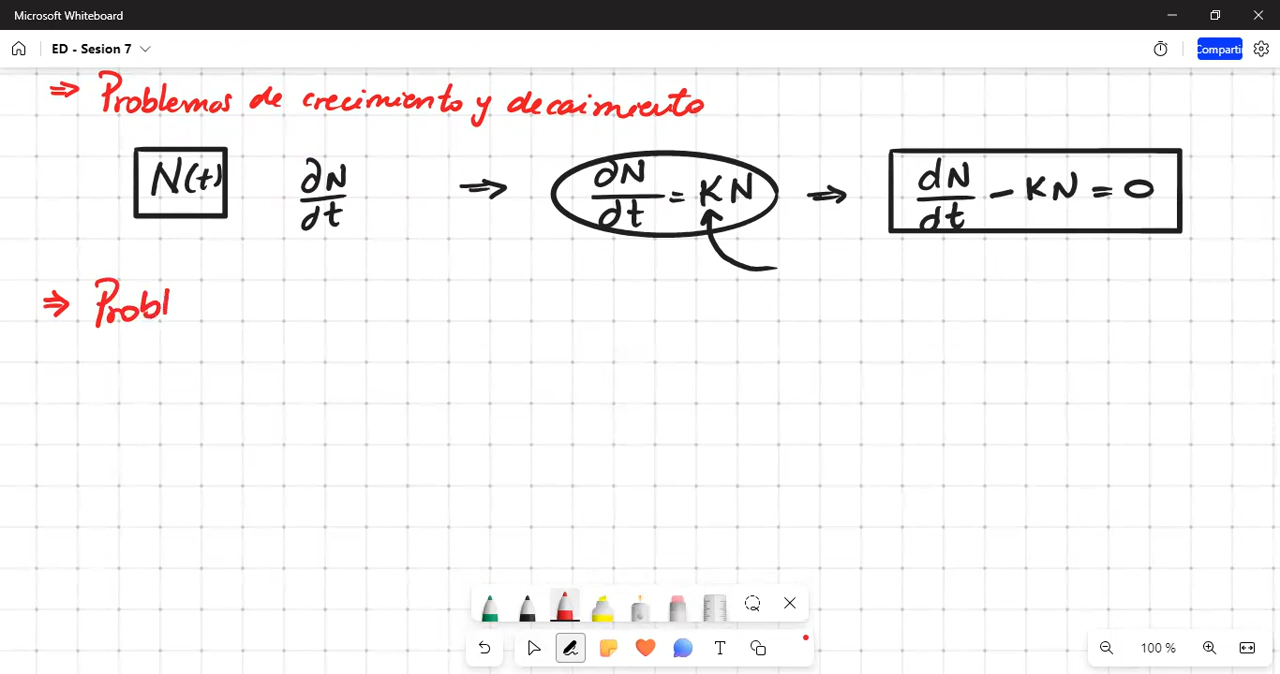 Microsoft Whiteboard
ED - Sesion 7
Compartir
⇒ Problemas de crecimiento y decaimiento
N(t) ∂N/dt ⇒ ∂N/dt = KN ⇒ dN/dt - KN = 0
⇒ Probl
100 %